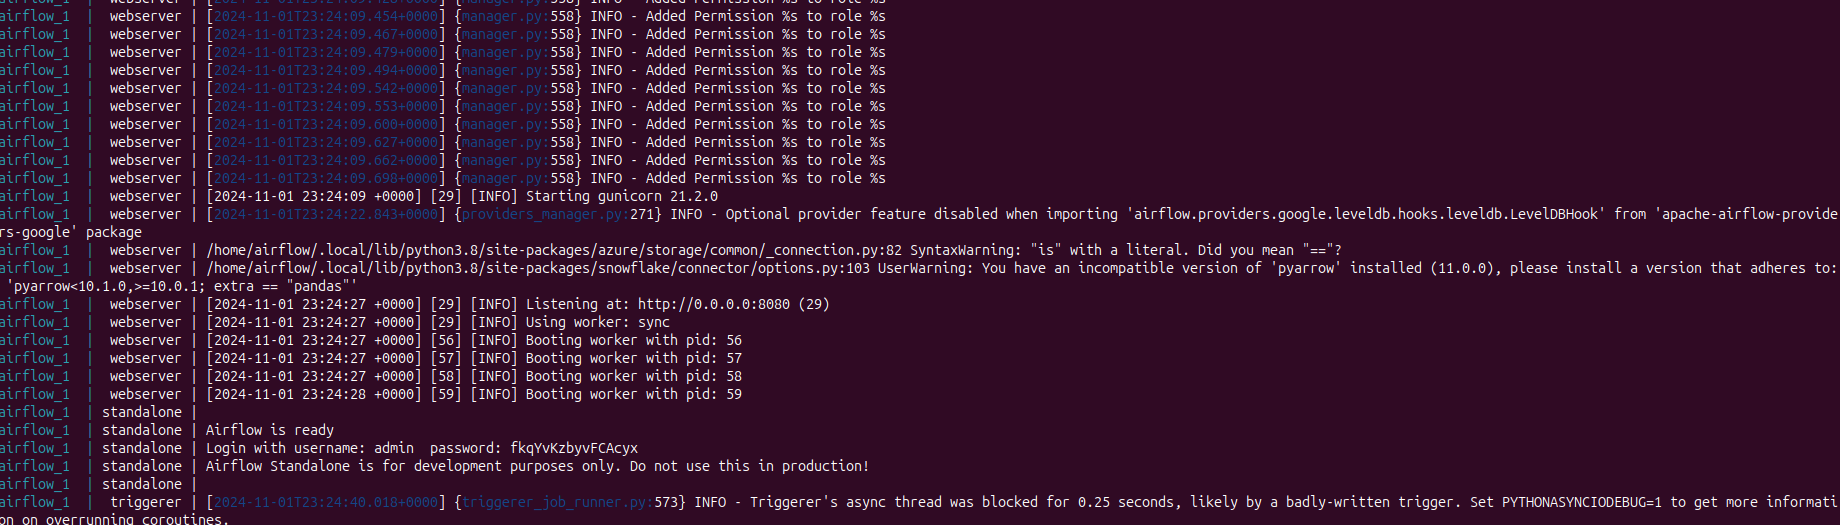 airflow_1 | webserver | [2024-11-01T23:24:09.426+0000] {manager.py:558} INFO - Added Permission %s to role %s
airflow_1 | webserver | [2024-11-01T23:24:09.454+0000] {manager.py:558} INFO - Added Permission %s to role %s
airflow_1 | webserver | [2024-11-01T23:24:09.467+0000] {manager.py:558} INFO - Added Permission %s to role %s
airflow_1 | webserver | [2024-11-01T23:24:09.479+0000] {manager.py:558} INFO - Added Permission %s to role %s
airflow_1 | webserver | [2024-11-01T23:24:09.494+0000] {manager.py:558} INFO - Added Permission %s to role %s
airflow_1 | webserver | [2024-11-01T23:24:09.542+0000] {manager.py:558} INFO - Added Permission %s to role %s
airflow_1 | webserver | [2024-11-01T23:24:09.553+0000] {manager.py:558} INFO - Added Permission %s to role %s
airflow_1 | webserver | [2024-11-01T23:24:09.600+0000] {manager.py:558} INFO - Added Permission %s to role %s
airflow_1 | webserver | [2024-11-01T23:24:09.627+0000] {manager.py:558} INFO - Added Permission %s to role %s
airflow_1 | webserver | [2024-11-01T23:24:09.662+0000] {manager.py:558} INFO - Added Permission %s to role %s
airflow_1 | webserver | [2024-11-01T23:24:09.698+0000] {manager.py:558} INFO - Added Permission %s to role %s
airflow_1 | webserver | [2024-11-01 23:24:09 +0000] [29] [INFO] Starting gunicorn 21.2.0
airflow_1 | webserver | [2024-11-01T23:24:22.843+0000] {providers_manager.py:271} INFO - Optional provider feature disabled when importing 'airflow.providers.google.leveldb.hooks.leveldb.LevelDBHook' from 'apache-airflow-provide
rs-google' package
airflow_1 | webserver | /home/airflow/.local/lib/python3.8/site-packages/azure/storage/common/_connection.py:82 SyntaxWarning: "is" with a literal. Did you mean "=="?
airflow_1 | webserver | /home/airflow/.local/lib/python3.8/site-packages/snowflake/connector/options.py:103 UserWarning: You have an incompatible version of 'pyarrow' installed (11.0.0), please install a version that adheres to:
'pyarrow<10.1.0,>=10.0.1; extra == "pandas"'
airflow_1 | webserver | [2024-11-01 23:24:27 +0000] [29] [INFO] Listening at: http://0.0.0.0:8080 (29)
airflow_1 | webserver | [2024-11-01 23:24:27 +0000] [29] [INFO] Using worker: sync
airflow_1 | webserver | [2024-11-01 23:24:27 +0000] [56] [INFO] Booting worker with pid: 56
airflow_1 | webserver | [2024-11-01 23:24:27 +0000] [57] [INFO] Booting worker with pid: 57
airflow_1 | webserver | [2024-11-01 23:24:27 +0000] [58] [INFO] Booting worker with pid: 58
airflow_1 | webserver | [2024-11-01 23:24:28 +0000] [59] [INFO] Booting worker with pid: 59
airflow_1 | standalone |
airflow_1 | standalone | Airflow is ready
airflow_1 | standalone | Login with username: admin  password: fkqYvKzbyvFCAcyx
airflow_1 | standalone | Airflow Standalone is for development purposes only. Do not use this in production!
airflow_1 | standalone |
airflow_1 | triggerer | [2024-11-01T23:24:40.018+0000] {triggerer_job_runner.py:573} INFO - Triggerer's async thread was blocked for 0.25 seconds, likely by a badly-written trigger. Set PYTHONASYNCIODEBUG=1 to get more informati
on on overrunning coroutines.